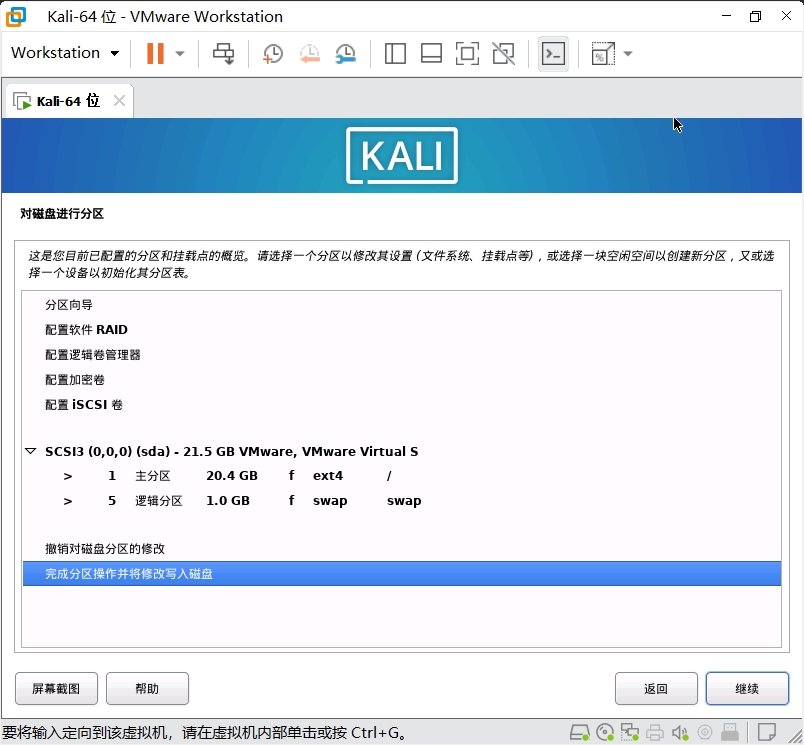 Kali-64 位 - VMware Workstation
Workstation
Kali-64 位
KALI
对磁盘进行分区
这是您目前已配置的分区和挂载点的概览。请选择一个分区以修改其设置 (文件系统、挂载点等)，或选择一块空闲空间以创建新分区，又或选
择一个设备以初始化其分区表。
分区向导
配置软件 RAID
配置逻辑卷管理器
配置加密卷
配置 iSCSI 卷
SCSI3 (0,0,0) (sda) - 21.5 GB VMware, VMware Virtual S
> 1 主分区 20.4 GB f ext4 /
> 5 逻辑分区 1.0 GB f swap swap
撤销对磁盘分区的修改
完成分区操作并将修改写入磁盘
屏幕截图 帮助 返回 继续
要将输入定向到该虚拟机，请在虚拟机内部单击或按 Ctrl+G。